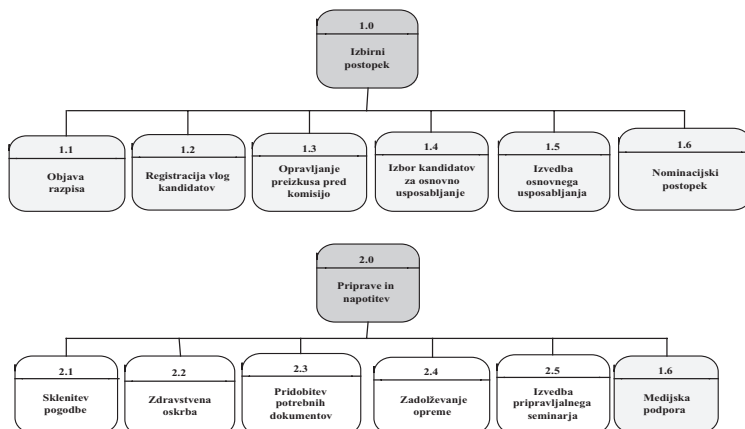 1.0
Izbirni
postopek
1.1
Objava
razpisa
1.2
Registracija vlog
kandidatov
1.3
Opravljanje
preizkusa pred
komisijo
1.4
Izbor kandidatov
za osnovno
usposabljanje
1.5
Izvedba
osnovnega
usposabljanja
1.6
Nominacijski
postopek
2.0
Priprave in
napotitev
2.1
Sklenitev
pogodbe
2.2
Zdravstvena
oskrba
2.3
Pridobitev
potrebnih
dokumentov
2.4
Zadolževanje
opreme
2.5
Izvedba
pripravljalnega
seminarja
1.6
Medijska
podpora